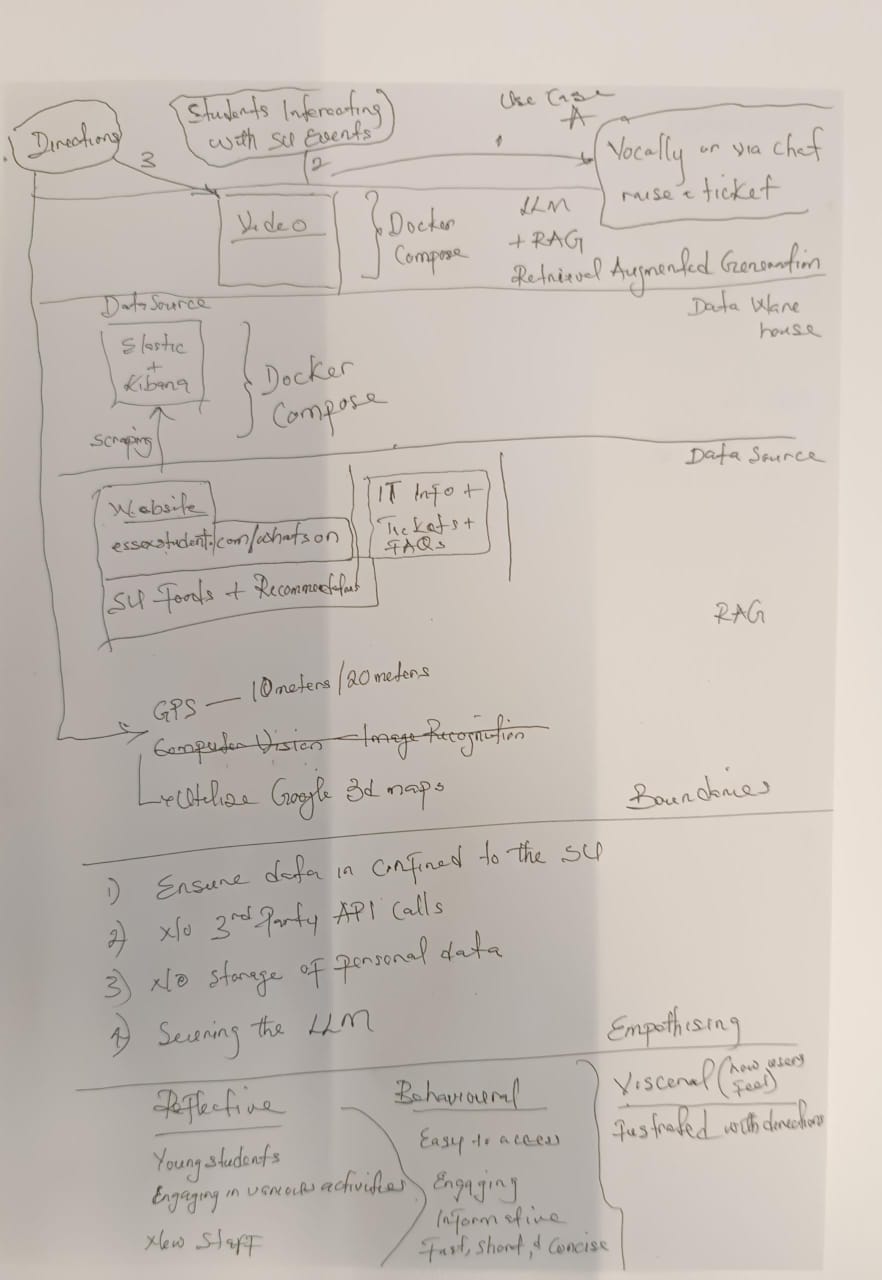 Use Case
A
Directions
3
Students Interacting
with SU Events
2
1
Vocally or via chat
raise a ticket
Video
Docker
Compose
LLM
+ RAG
Retrieval Augmented Generation
Data Source
Data Ware
house
Elastic
+
Kibana
Docker
Compose
Scraping
Data Source
Website
essexstudent.com/whatson
SU Foods + Recommendations
IT Info +
Tickets +
FAQs
RAG
GPS — 10meters/20meters
Computer Vision — Image Recognition
Utilize Google 3d maps
Boundaries
1) Ensure data in confined to the SU
2) No 3rd Party API Calls
3) No storage of personal data
4) Securing the LLM
Empathising
Reflective
Young students
Engaging in various activities
New Staff
Behavioural
Easy to access
Engaging
Informative
Fast, Short, & Concise
Visceral (how users
feel)
Fustrated with directions